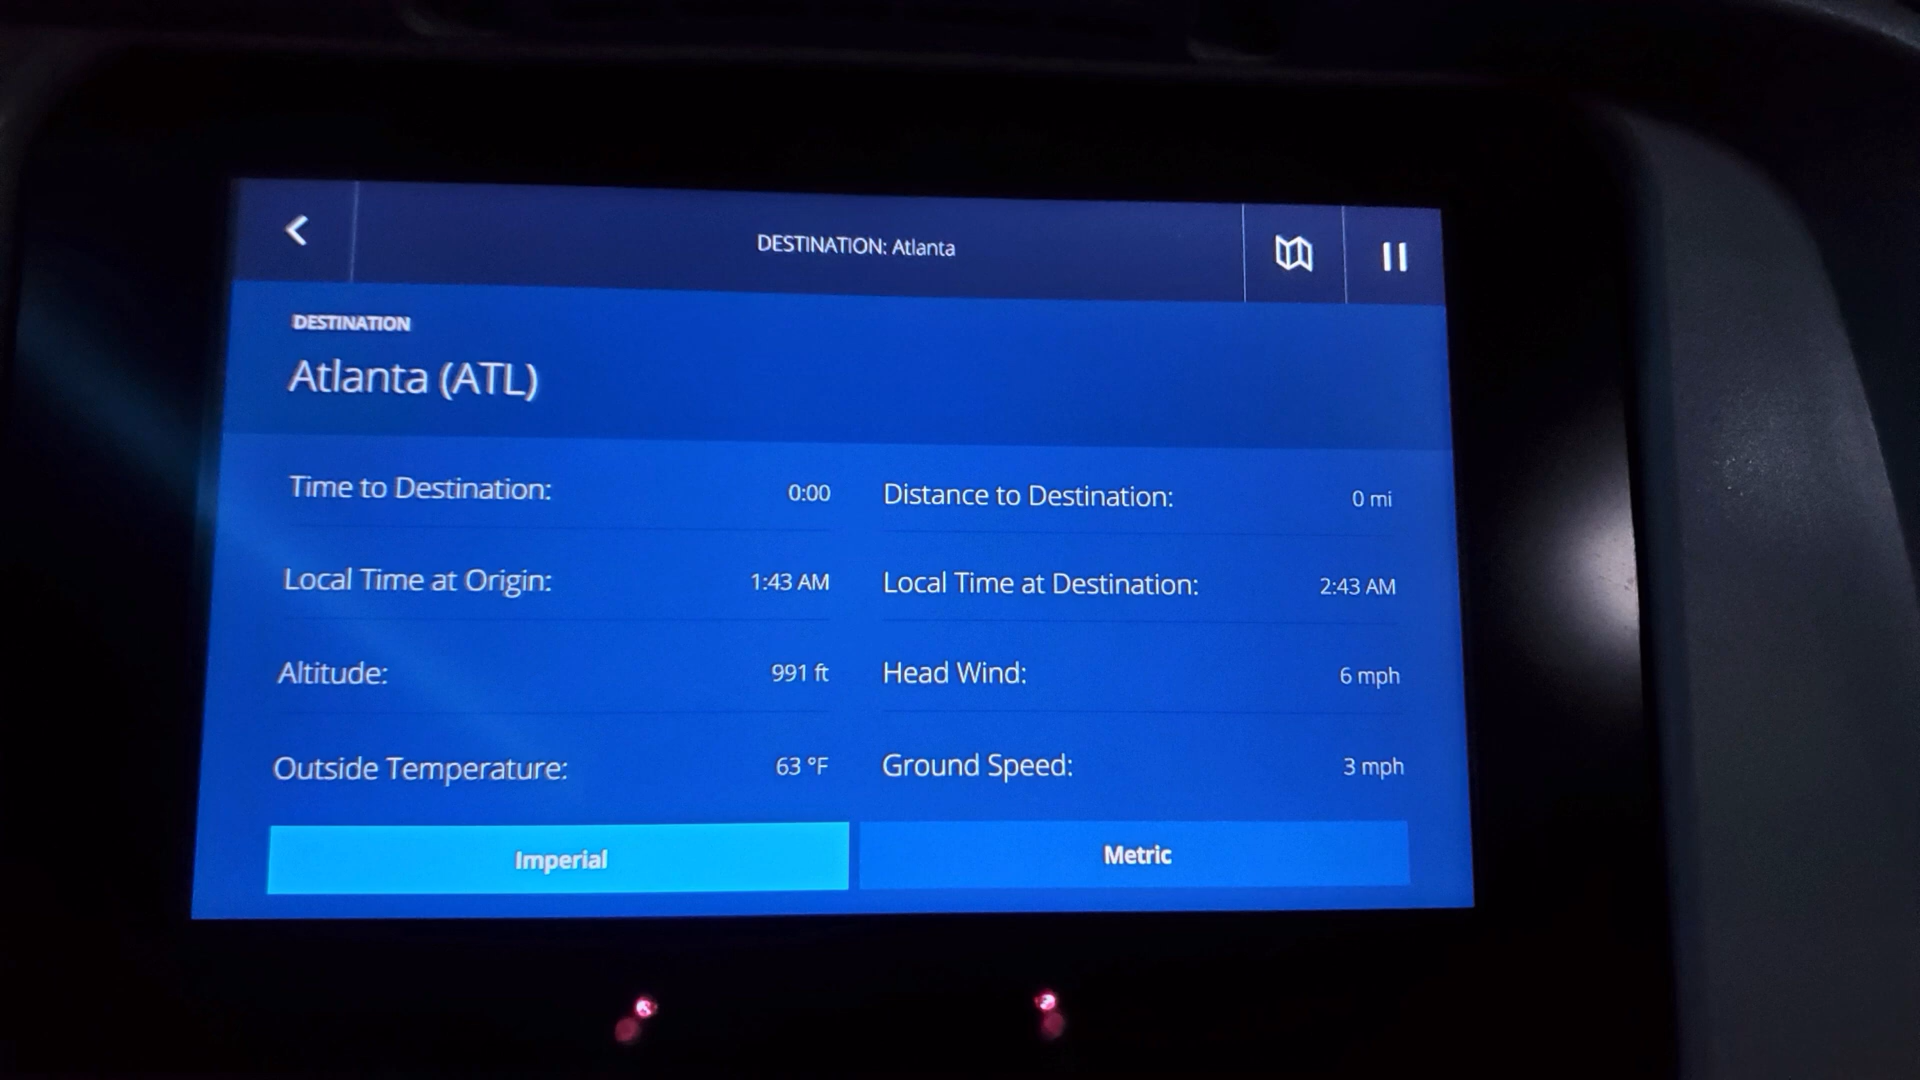 DESTINATION: Atlanta
DESTINATION
Atlanta (ATL)
Time to Destination: 0:00 Distance to Destination: 0 mi
Local Time at Origin: 1:43 AM Local Time at Destination: 2:43 AM
Altitude: 991 ft Head Wind: 6 mph
Outside Temperature: 63 °F Ground Speed: 3 mph
Imperial Metric